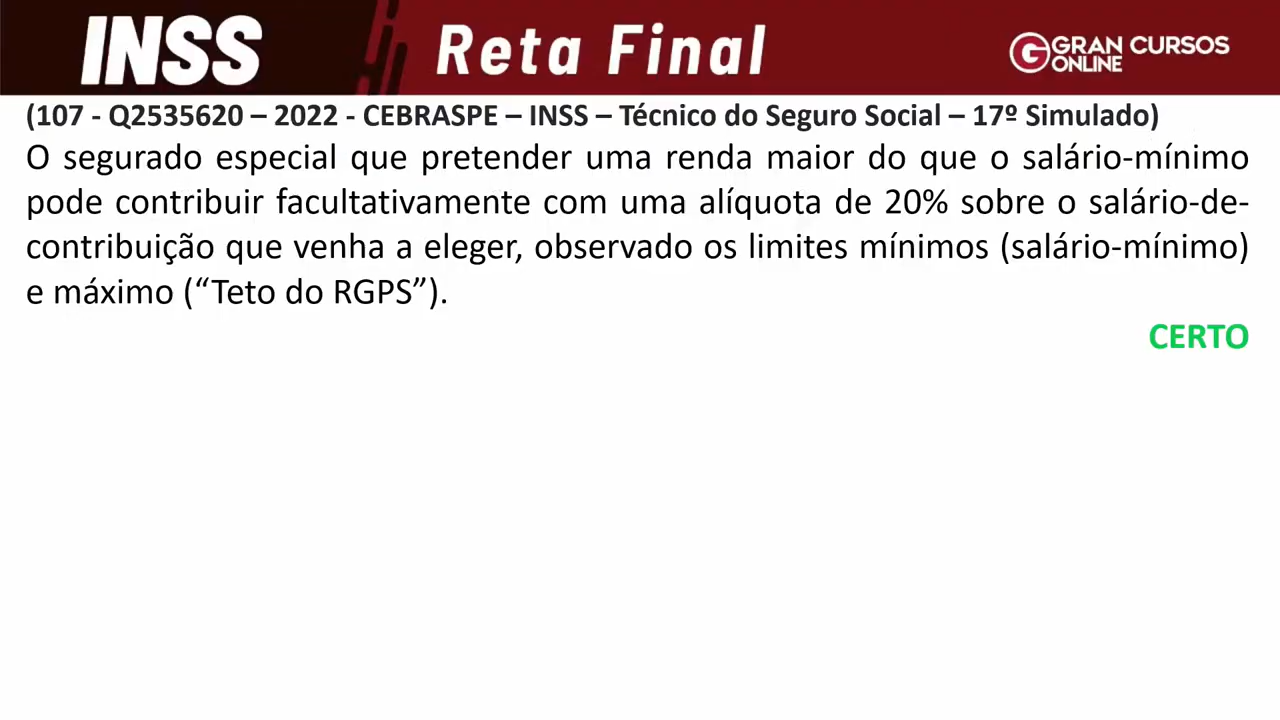 INSS
Reta Final
GRAN CURSOS
ONLINE
(107 - Q2535620 – 2022 - CEBRASPE – INSS – Técnico do Seguro Social – 17º Simulado)
O segurado especial que pretender uma renda maior do que o salário-mínimo
pode contribuir facultativamente com uma alíquota de 20% sobre o salário-de-
contribuição que venha a eleger, observado os limites mínimos (salário-mínimo)
e máximo (“Teto do RGPS”).
CERTO